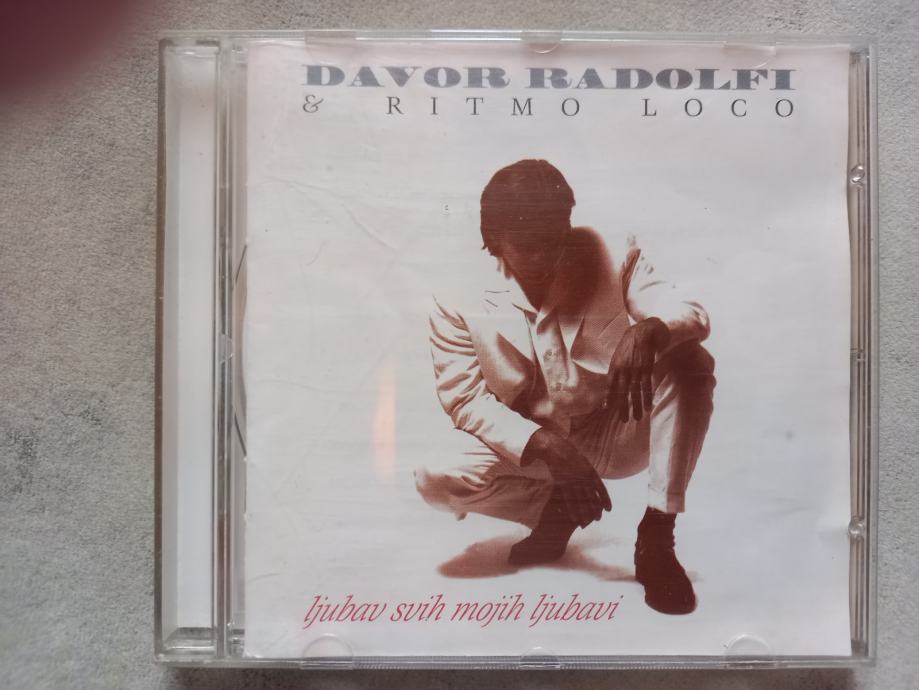 DAVOR RADOLFI
& RITMO LOCO
ljubav svih mojih ljubavi